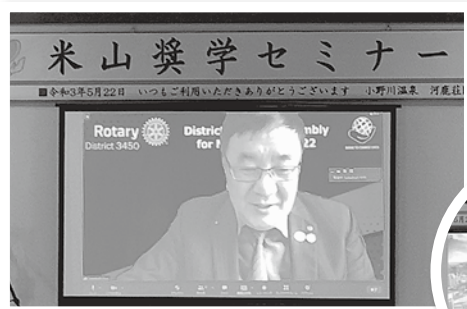 米山奨学セミナー
■令和3年5月22日 いつもご利用いただきありがとうございます 小野川温泉 河鹿荘
Rotary
District 3450
District
mbly
for
22